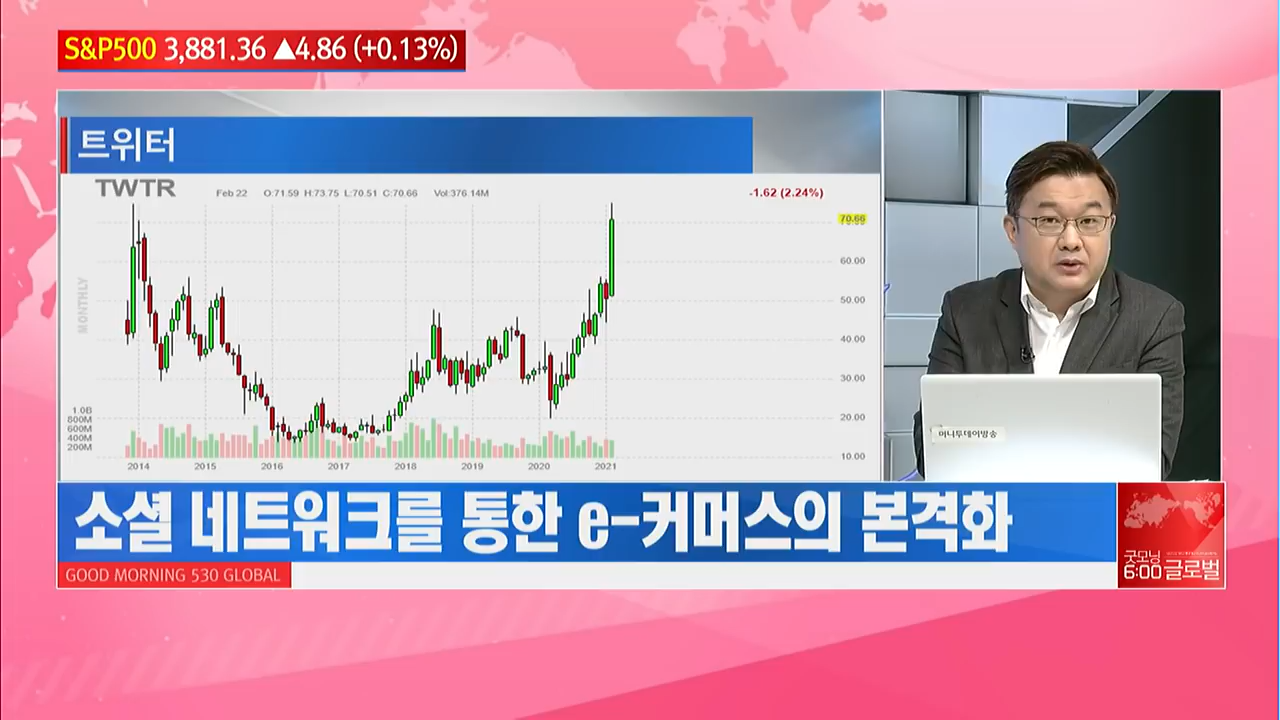 S&P500 3,881.36 ▲4.86 (+0.13%)
트위터
TWTR
Feb 22 O:71.59 H:73.75 L:70.51 C:70.66 Vol:376.14M
-1.62 (2.24%)
70.66
60.00
50.00
40.00
30.00
20.00
10.00
MONTHLY
1.0B
800M
600M
400M
200M
2014 2015 2016 2017 2018 2019 2020 2021
머니투데이방송
소셜 네트워크를 통한 e-커머스의 본격화
GOOD MORNING 530 GLOBAL
굿모닝
6:00 글로벌